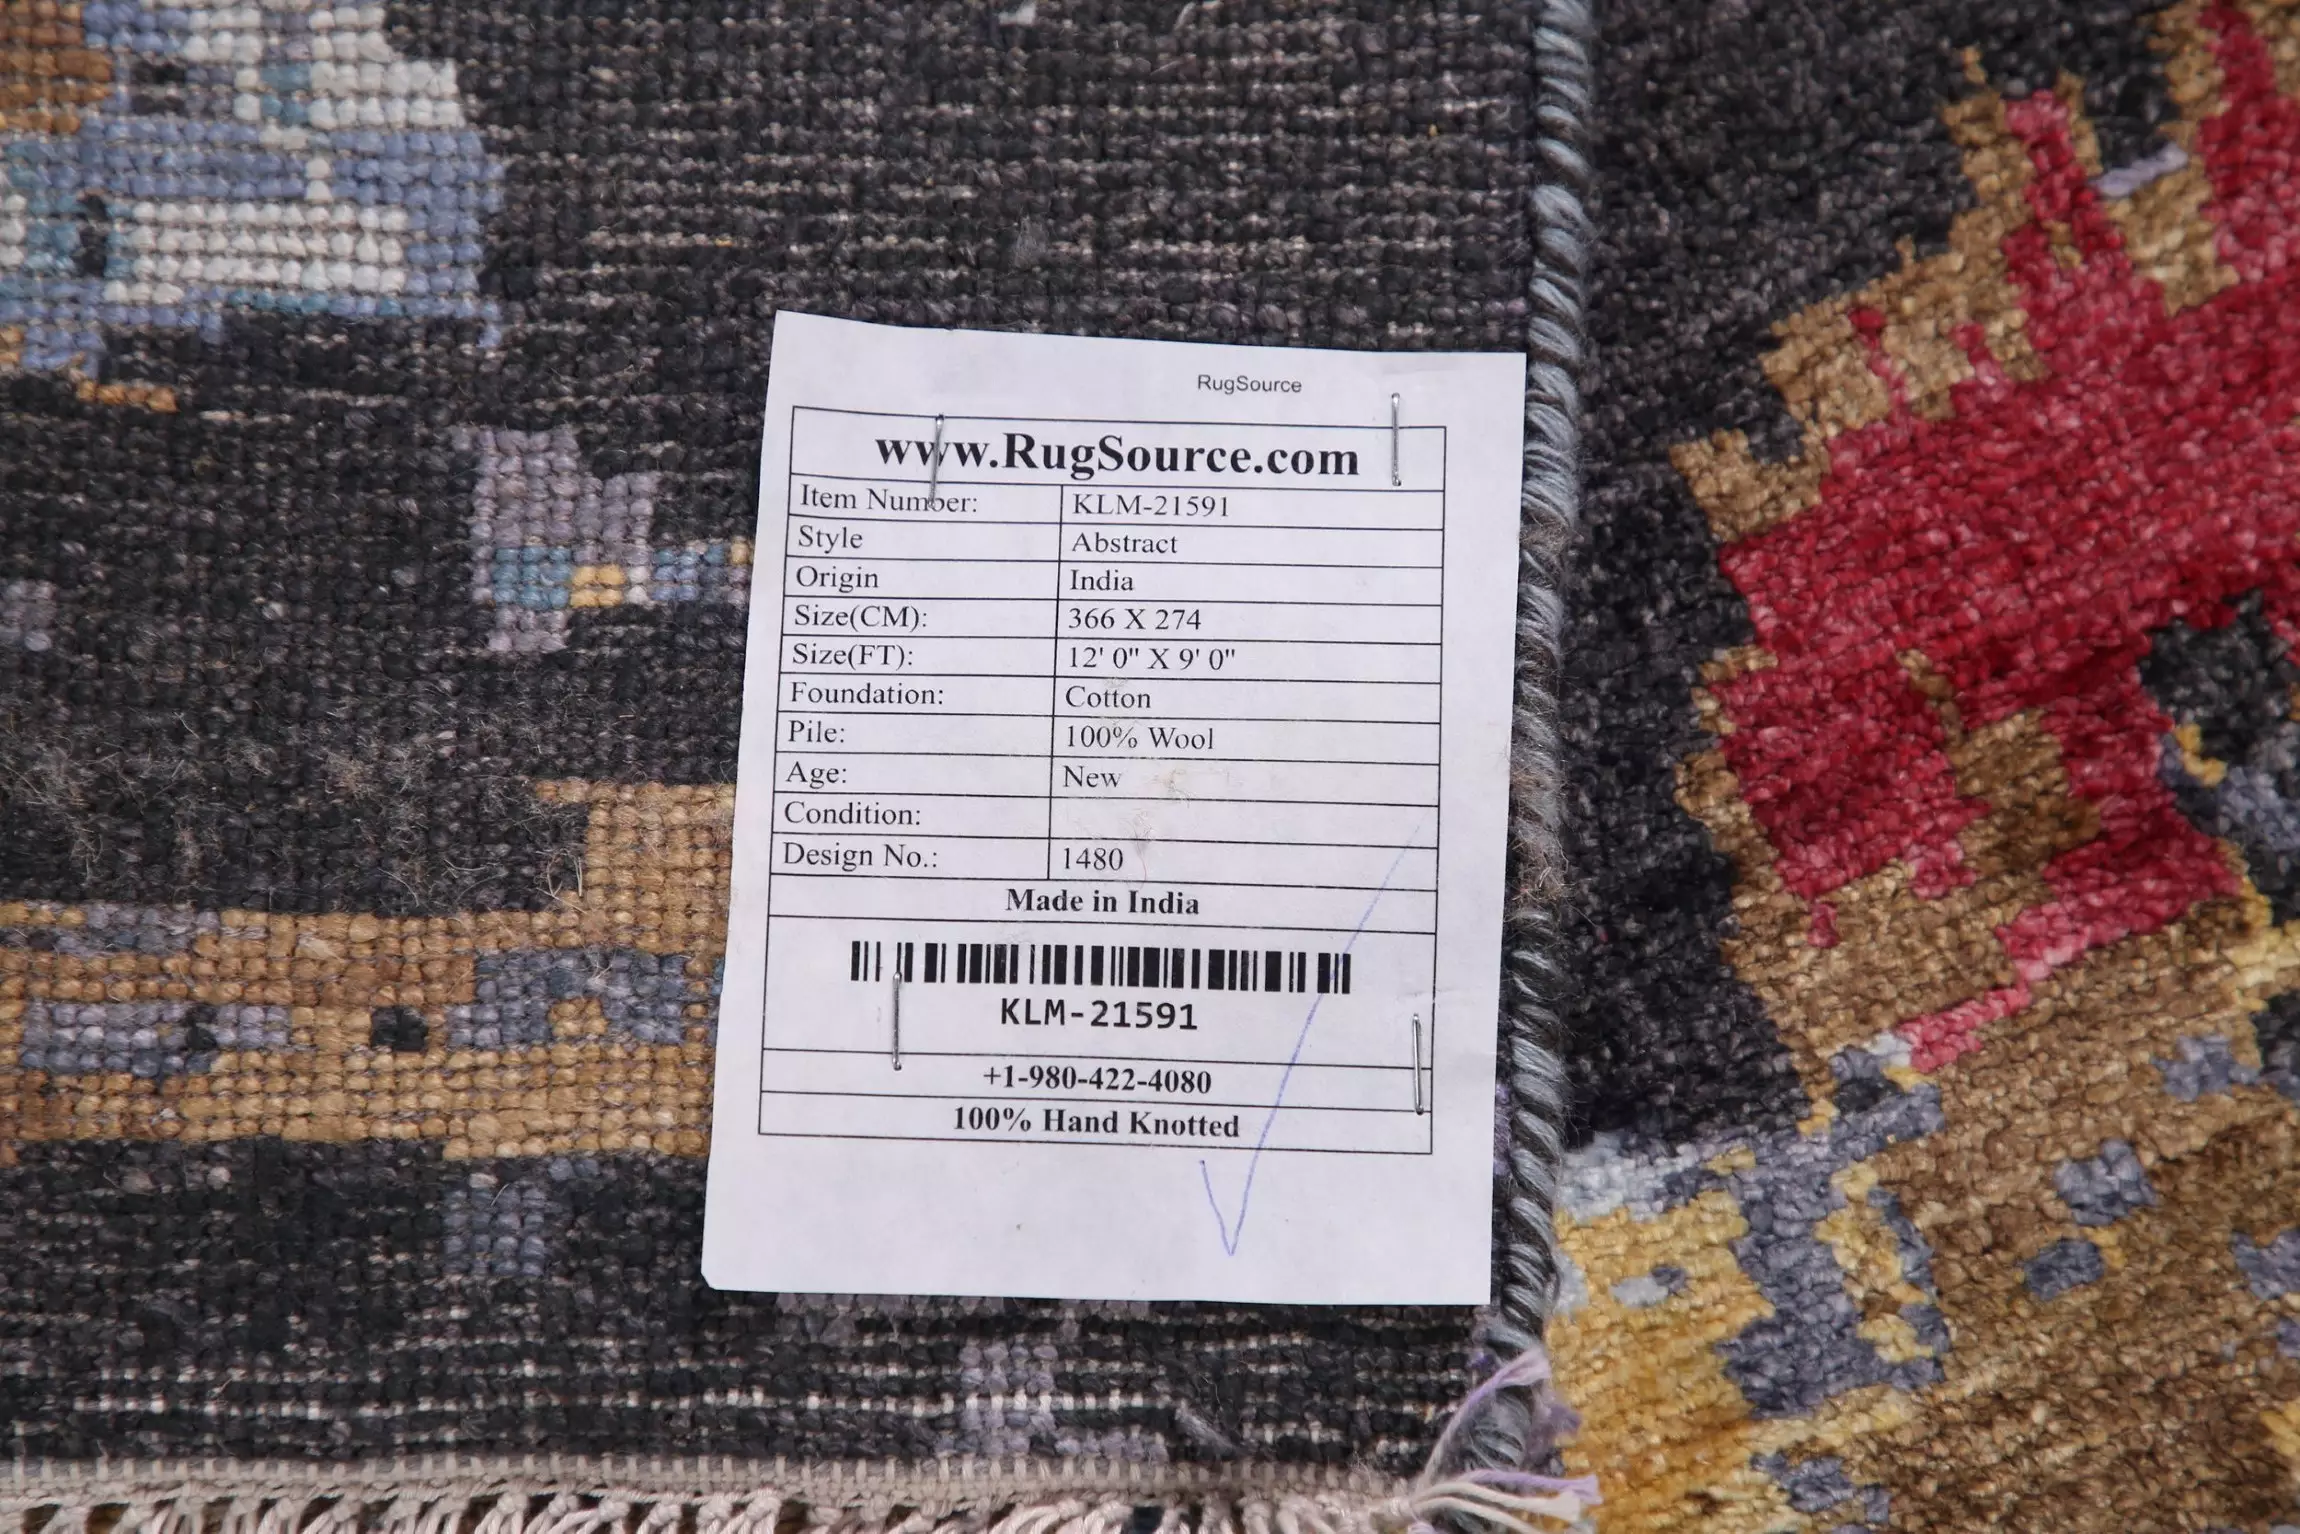 RugSource
www.RugSource.com
Item Number: KLM-21591
Style Abstract
Origin India
Size(CM): 366 X 274
Size(FT): 12' 0" X 9' 0"
Foundation: Cotton
Pile: 100% Wool
Age: New
Condition:
Design No.: 1480
Made in India
KLM-21591
+1-980-422-4080
100% Hand Knotted